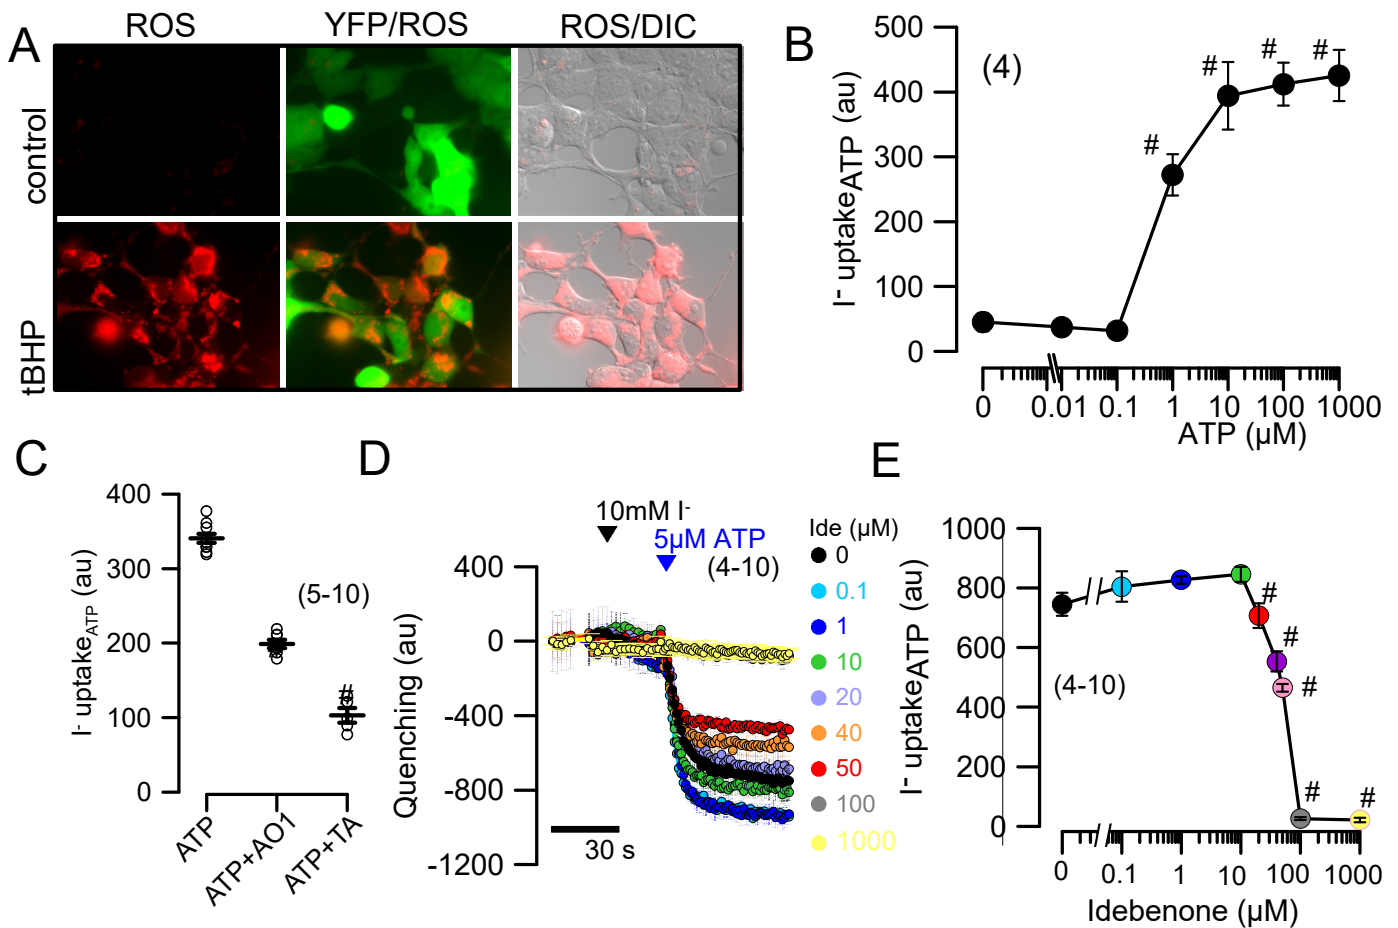 A
ROS
YFP/ROS
ROS/DIC
control
tBHP
B
(4)
I⁻ uptakeATP (au)
500
400
300
200
100
0
0
0.01
0.1
1
10
100
1000
#
#
#
#
ATP (µM)
C
I⁻ uptakeATP (au)
400
300
200
100
0
(5-10)
#
ATP
ATP+AO1
ATP+TA
D
10mM I⁻
5µM ATP
(4-10)
Quenching (au)
400
0
-400
-800
-1200
30 s
Ide (µM)
0
0.1
1
10
20
40
50
100
1000
E
I⁻ uptakeATP (au)
1000
800
600
400
200
0
(4-10)
#
#
#
#
#
0
0.1
1
10
100
1000
Idebenone (µM)